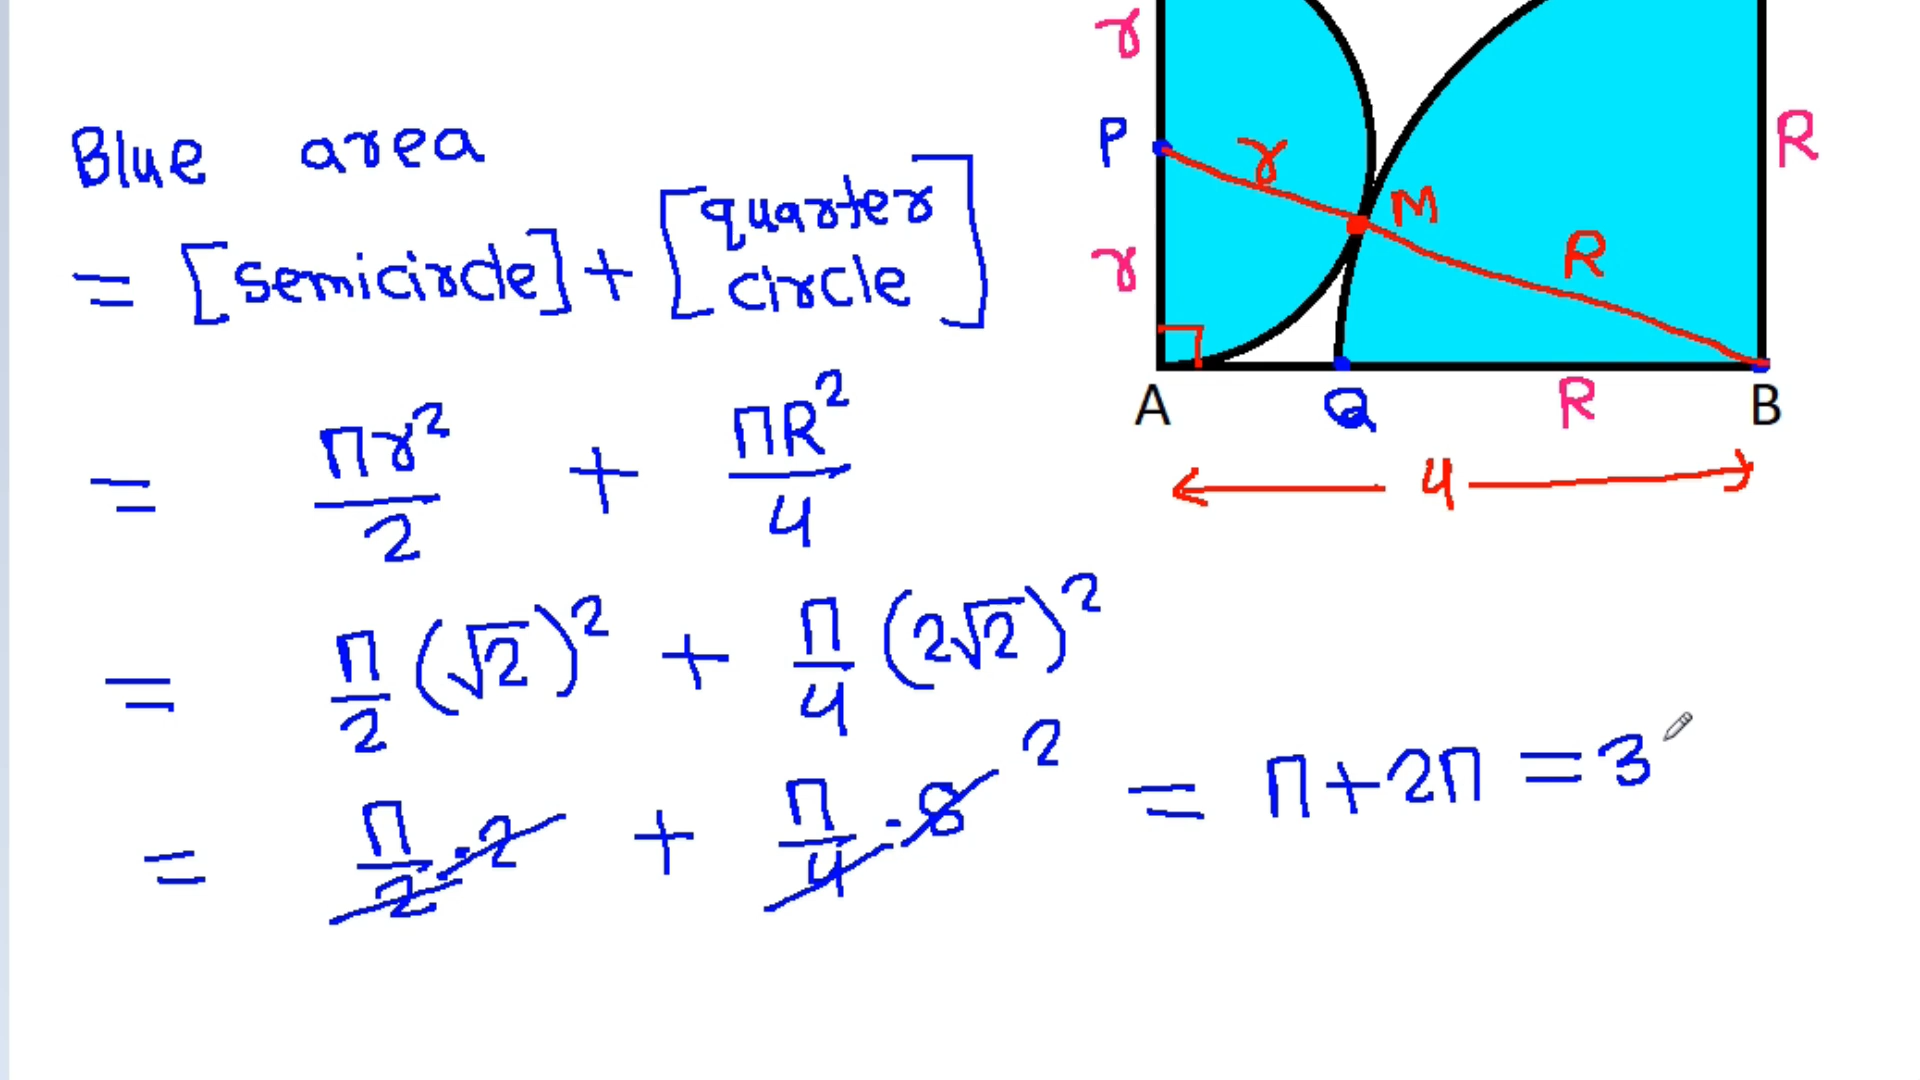 Blue area
= [semicircle] + [quarter circle]
= πr²/2 + πR²/4
= π/2 (√2)² + π/4 (2√2)²
= π/2 · 2 + π/4 · 8 2 = π + 2π = 3
r
P
r
M
R
r
R
A
Q
R
B
4